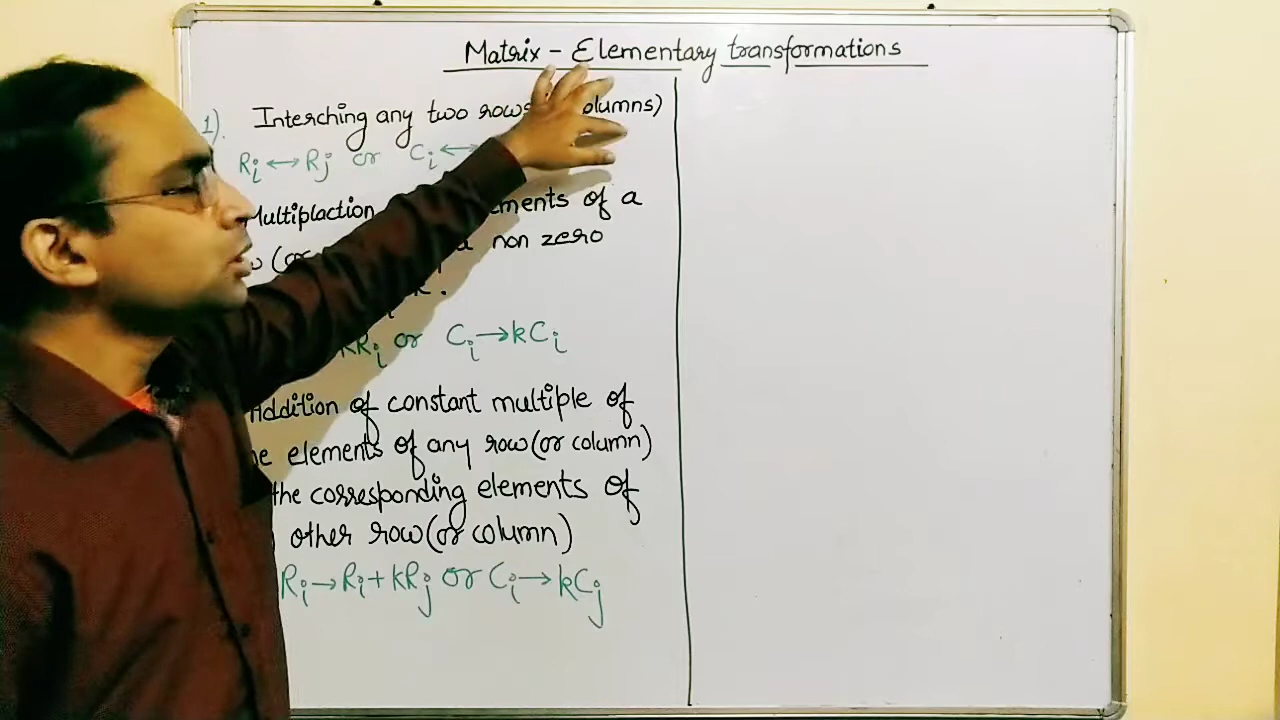 Matrix - Elementary transformations
1). Interching any two rows columns)
Ri ↔ Rj or Ci ↔
Multiplaction of a
non zero
kRi or Ci → kCi
Addition of constant multiple of
elements of any row (or column)
the corresponding elements of
other row (or column)
Ri → Ri + kRj or Ci → kCj